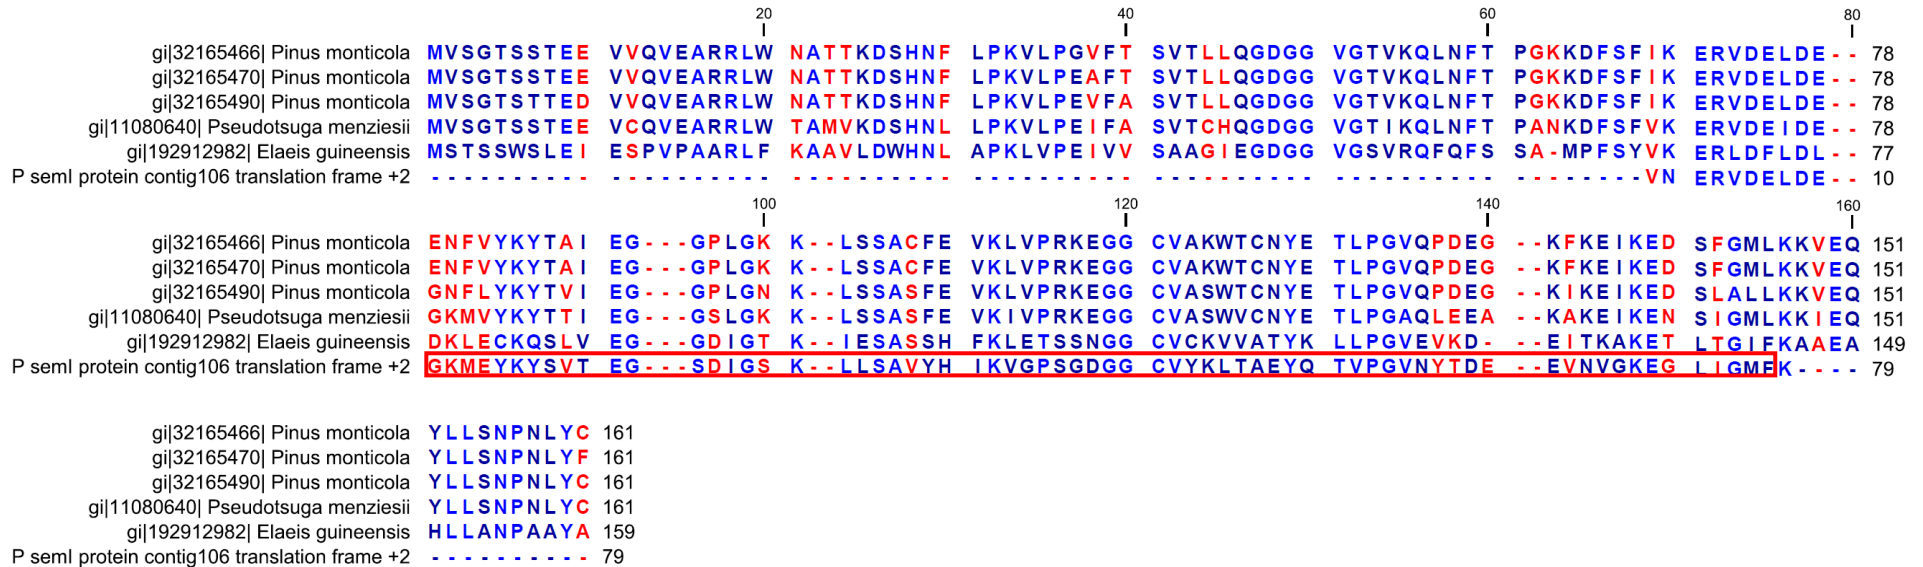 20 40 60 80
gi|32165466| Pinus monticola MVSGTSSTEE VVQVEARRLW NATTKDSHNF LPKVLPGVFT SVTLLQGDGG VGTVKQLNFT PGKKDFSFIK ERVDELDE-- 78
gi|32165470| Pinus monticola MVSGTSSTEE VVQVEARRLW NATTKDSHNF LPKVLPEAFT SVTLLQGDGG VGTVKQLNFT PGKKDFSFIK ERVDELDE-- 78
gi|32165490| Pinus monticola MVSGTSTTED VVQVEARRLW NATTKDSHNF LPKVLPEVFA SVTLLQGDGG VGTVKQLNFT PGKKDFSFIK ERVDELDE-- 78
gi|11080640| Pseudotsuga menziesii MVSGTSSTEE VCQVEARRLW TAMVKDSHNL LPKVLPEIFA SVTCHQGDGG VGTIKQLNFT PANKDFSFVK ERVDEIDE-- 78
gi|192912982| Elaeis guineensis MSTSSWSLEI ESPVPAARLF KAAVLDWHNL APKLVPEIVV SAAGIEGDGG VGSVRQFQFS SA-MPFSYVK ERLDFLDL-- 77
P semI protein contig106 translation frame +2 ---------- ---------- ---------- ---------- ---------- ---------- --------VN ERVDELDE-- 10
100 120 140 160
gi|32165466| Pinus monticola ENFVYKYTAI EG---GPLGK K--LSSACFE VKLVPRKEGG CVAKWTCNYE TLPGVQPDEG --KFKEIKED SFGMLKKVEQ 151
gi|32165470| Pinus monticola ENFVYKYTAI EG---GPLGK K--LSSACFE VKLVPRKEGG CVAKWTCNYE TLPGVQPDEG --KFKEIKED SFGMLKKVEQ 151
gi|32165490| Pinus monticola GNFLYKYTVI EG---GPLGN K--LSSASFE VKLVPRKEGG CVASWTCNYE TLPGVQPDEG --KIKEIKED SLALLKKVEQ 151
gi|11080640| Pseudotsuga menziesii GKMVYKYTTI EG---GSLGK K--LSSASFE VKIVPRKEGG CVASWVCNYE TLPGAQLEEA --KAKEIKEN SIGMLKKIEQ 151
gi|192912982| Elaeis guineensis DKLECKQSLV EG---GDIGT K--IESASSH FKLETSSNGG CVCKVVATYK LLPGVEVKD- --EITKAKET LTGIFKAAEA 149
P semI protein contig106 translation frame +2 GKMEYKYSVT EG---SDIGS K--LLSAVYH IKVGPSGDGG CVYKLTAEYQ TVPGVNYTDE --EVNVGKEG LIGMFK---- 79
gi|32165466| Pinus monticola YLLSNPNLYC 161
gi|32165470| Pinus monticola YLLSNPNLYF 161
gi|32165490| Pinus monticola YLLSNPNLYC 161
gi|11080640| Pseudotsuga menziesii YLLSNPNLYC 161
gi|192912982| Elaeis guineensis HLLANPAAYA 159
P semI protein contig106 translation frame +2 ---------- 79